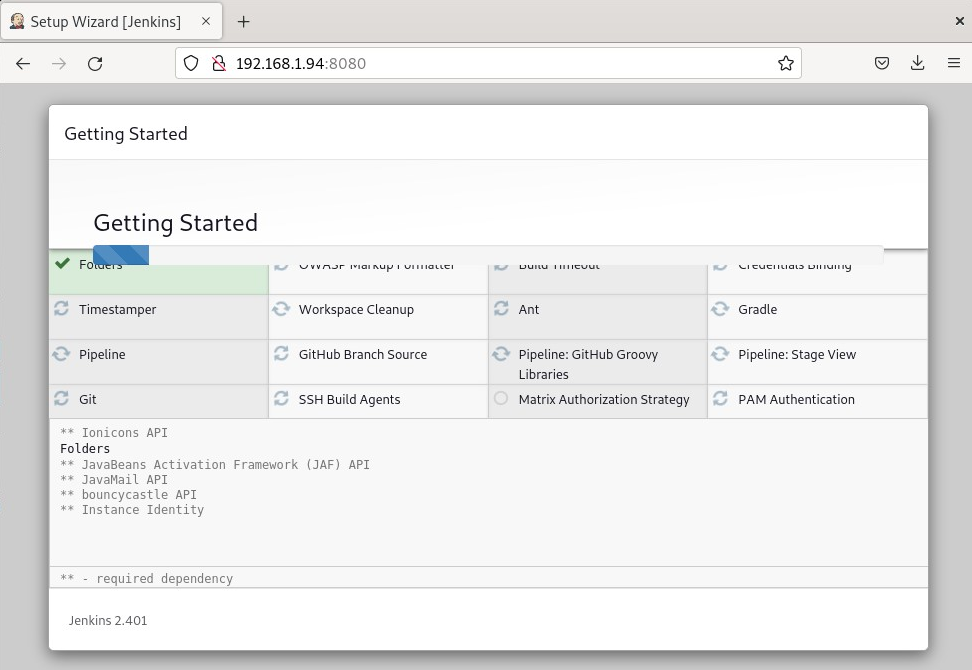 Setup Wizard [Jenkins]
192.168.1.94:8080
Getting Started
Getting Started
Folders
OWASP Markup Formatter
Build Timeout
Credentials Binding
Timestamper
Workspace Cleanup
Ant
Gradle
Pipeline
GitHub Branch Source
Pipeline: GitHub Groovy
Libraries
Pipeline: Stage View
Git
SSH Build Agents
Matrix Authorization Strategy
PAM Authentication
** Ionicons API
Folders
** JavaBeans Activation Framework (JAF) API
** JavaMail API
** bouncycastle API
** Instance Identity
** - required dependency
Jenkins 2.401